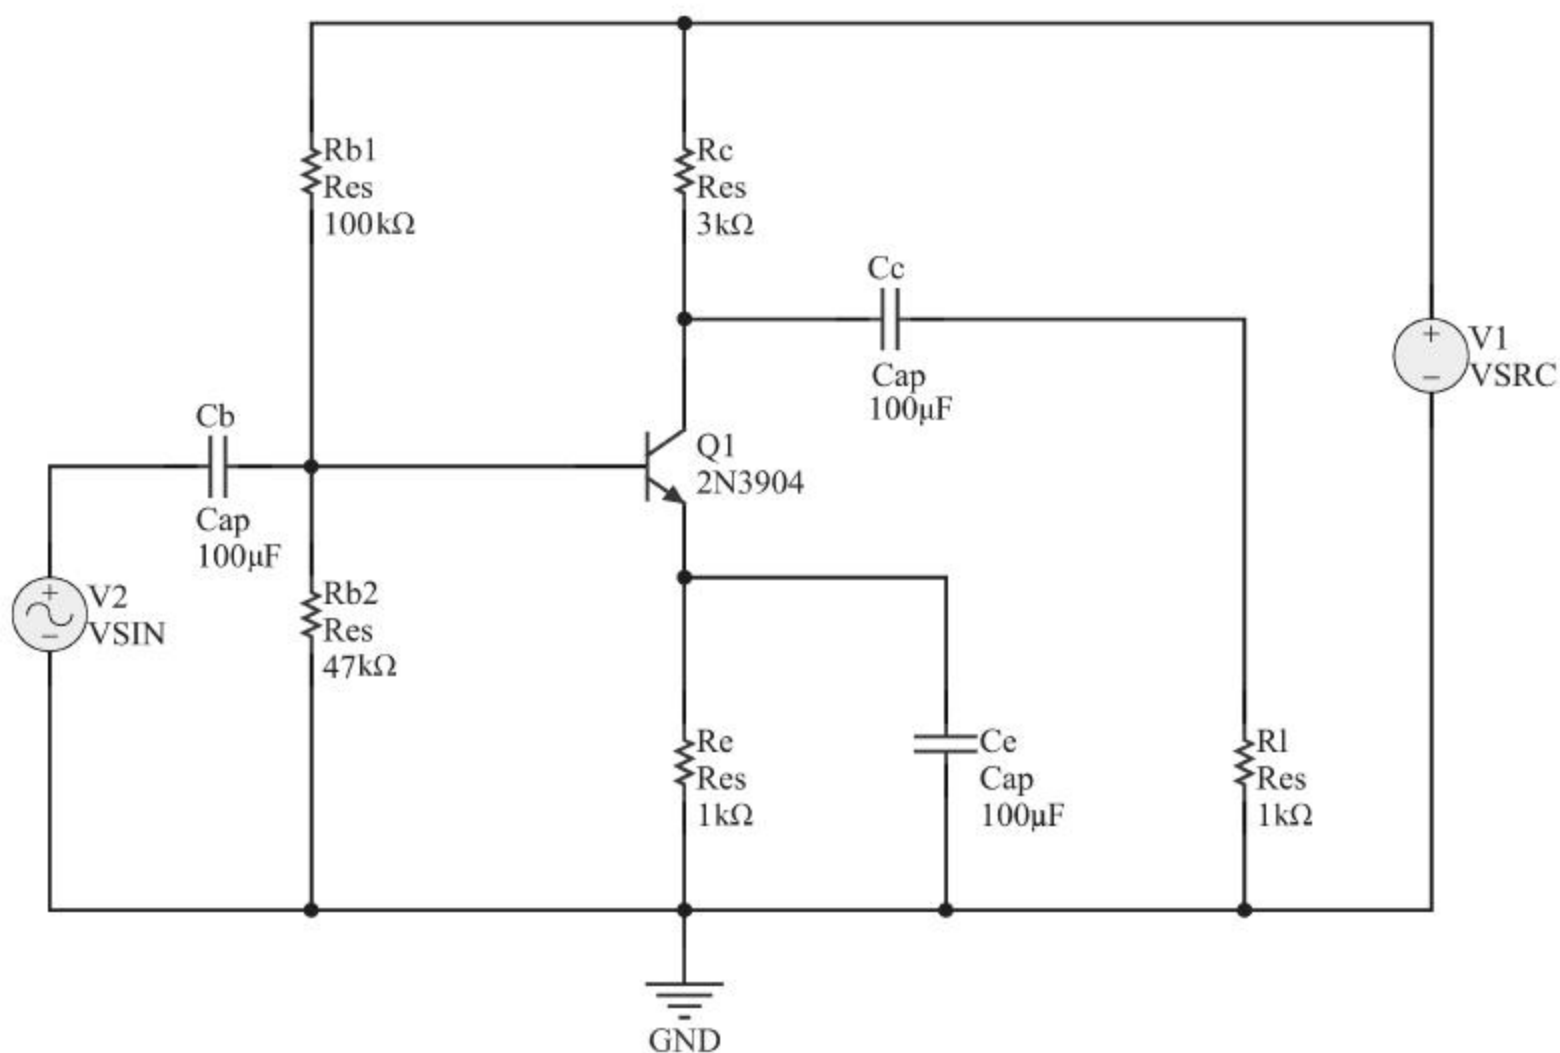 Rb1
Res
100kΩ
Rc
Res
3kΩ
Cc
Cap
100μF
+
−
V1
VSRC
Cb
Cap
100μF
Q1
2N3904
+
−
V2
VSIN
Rb2
Res
47kΩ
Re
Res
1kΩ
Ce
Cap
100μF
Rl
Res
1kΩ
GND